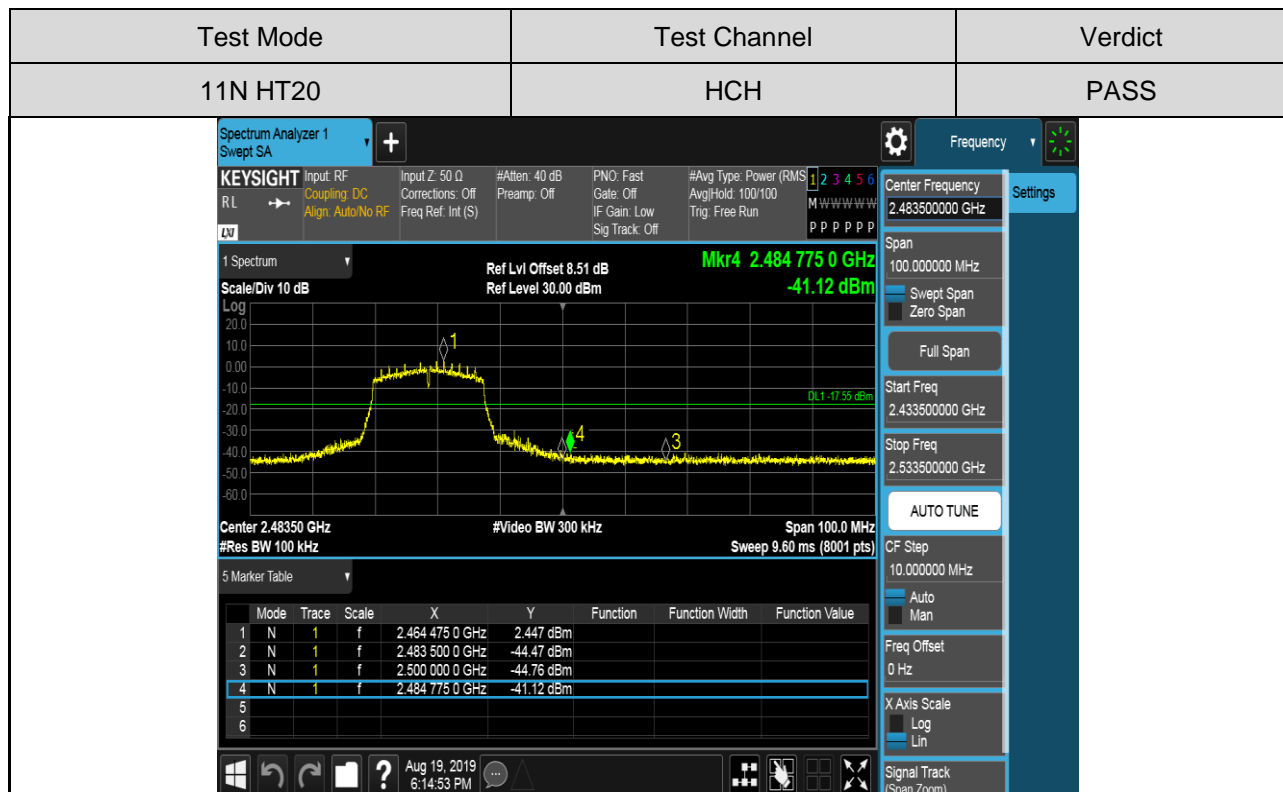 Test Mode Test Channel Verdict
11N HT20 HCH PASS
Spectrum Analyzer 1
Swept SA
+
Frequency
KEYSIGHT
RL
LXI
Input: RF
Coupling: DC
Align: Auto/No RF
Input Z: 50 Ω
Corrections: Off
Freq Ref: Int (S)
#Atten: 40 dB
Preamp: Off
PNO: Fast
Gate: Off
IF Gain: Low
Sig Track: Off
#Avg Type: Power (RMS
Avg|Hold: 100/100
Trig: Free Run
1 2 3 4 5 6
M W W W W W
P P P P P P
1 Spectrum
Scale/Div 10 dB
Ref Lvl Offset 8.51 dB
Ref Level 30.00 dBm
Mkr4 2.484 775 0 GHz
-41.12 dBm
Log
20.0
10.0
0.00
-10.0
-20.0
-30.0
-40.0
-50.0
-60.0
1
4
3
DL1 -17.55 dBm
Center 2.48350 GHz #Video BW 300 kHz Span 100.0 MHz
#Res BW 100 kHz Sweep 9.60 ms (8001 pts)
5 Marker Table
Mode Trace Scale X Y Function Function Width Function Value
1 N 1 f 2.464 475 0 GHz 2.447 dBm
2 N 1 f 2.483 500 0 GHz -44.47 dBm
3 N 1 f 2.500 000 0 GHz -44.76 dBm
4 N 1 f 2.484 775 0 GHz -41.12 dBm
5
6
?
Aug 19, 2019
6:14:53 PM
Center Frequency
2.483500000 GHz
Settings
Span
100.000000 MHz
Swept Span
Zero Span
Full Span
Start Freq
2.433500000 GHz
Stop Freq
2.533500000 GHz
AUTO TUNE
CF Step
10.000000 MHz
Auto
Man
Freq Offset
0 Hz
X Axis Scale
Log
Lin
Signal Track
(Span Zoom)